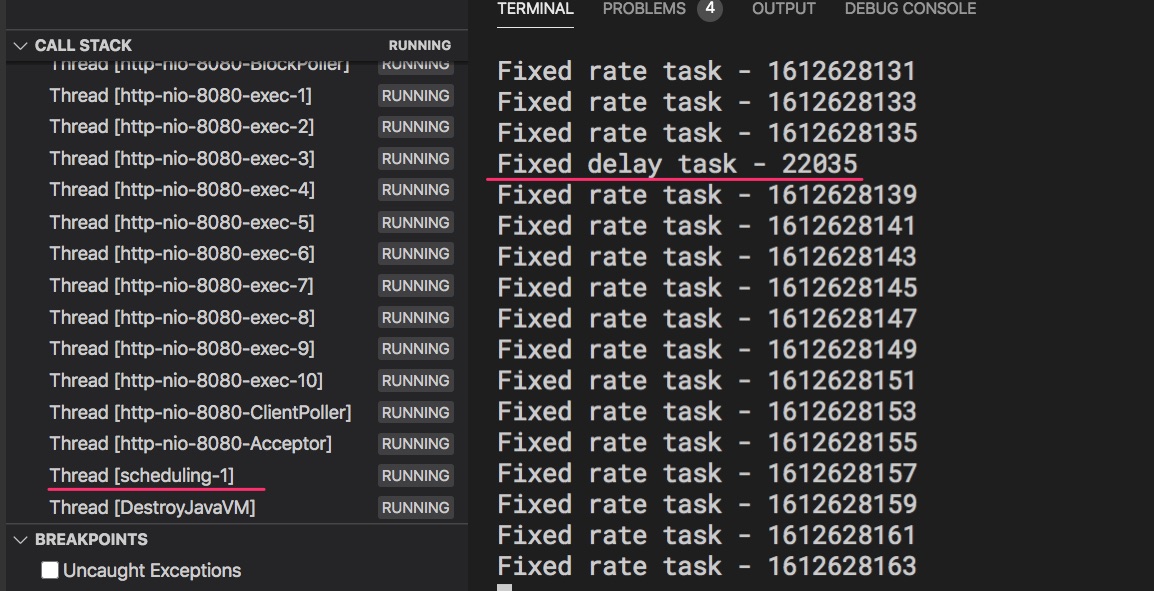 CALL STACK RUNNING
Thread [http-nio-8080-BlockPoller] RUNNING
Thread [http-nio-8080-exec-1] RUNNING
Thread [http-nio-8080-exec-2] RUNNING
Thread [http-nio-8080-exec-3] RUNNING
Thread [http-nio-8080-exec-4] RUNNING
Thread [http-nio-8080-exec-5] RUNNING
Thread [http-nio-8080-exec-6] RUNNING
Thread [http-nio-8080-exec-7] RUNNING
Thread [http-nio-8080-exec-8] RUNNING
Thread [http-nio-8080-exec-9] RUNNING
Thread [http-nio-8080-exec-10] RUNNING
Thread [http-nio-8080-ClientPoller] RUNNING
Thread [http-nio-8080-Acceptor] RUNNING
Thread [scheduling-1] RUNNING
Thread [DestroyJavaVM] RUNNING
BREAKPOINTS
Uncaught Exceptions
TERMINAL PROBLEMS 4 OUTPUT DEBUG CONSOLE
Fixed rate task - 1612628131
Fixed rate task - 1612628133
Fixed rate task - 1612628135
Fixed delay task - 22035
Fixed rate task - 1612628139
Fixed rate task - 1612628141
Fixed rate task - 1612628143
Fixed rate task - 1612628145
Fixed rate task - 1612628147
Fixed rate task - 1612628149
Fixed rate task - 1612628151
Fixed rate task - 1612628153
Fixed rate task - 1612628155
Fixed rate task - 1612628157
Fixed rate task - 1612628159
Fixed rate task - 1612628161
Fixed rate task - 1612628163